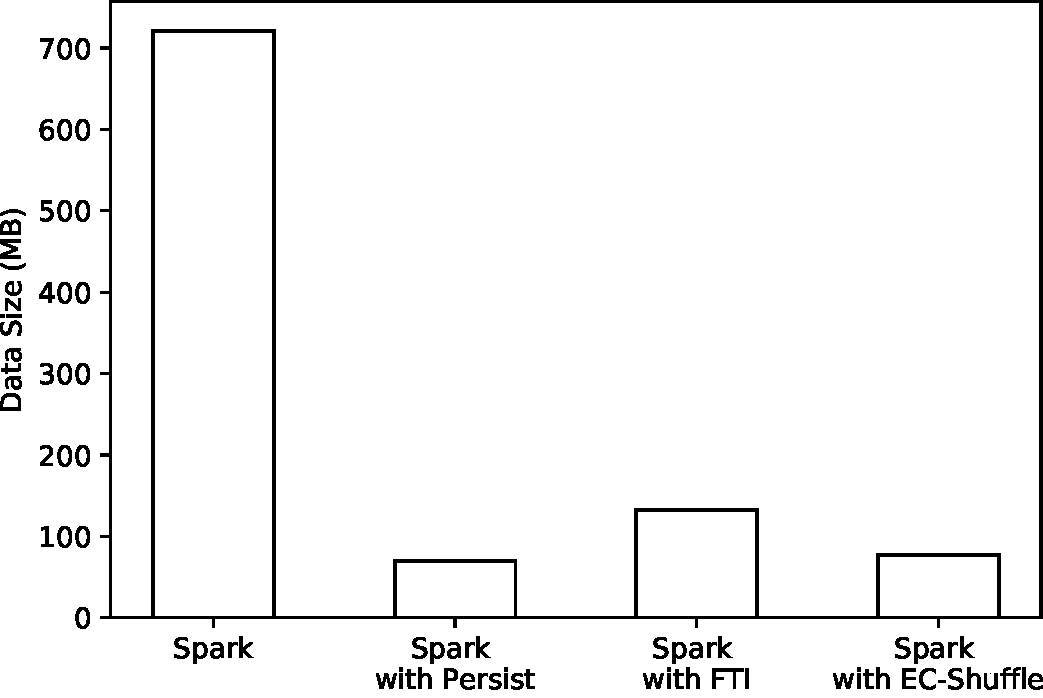 700
600
500
400
300
200
100
0
Data Size (MB)
Spark
Spark
with Persist
Spark
with FTI
Spark
with EC-Shuffle